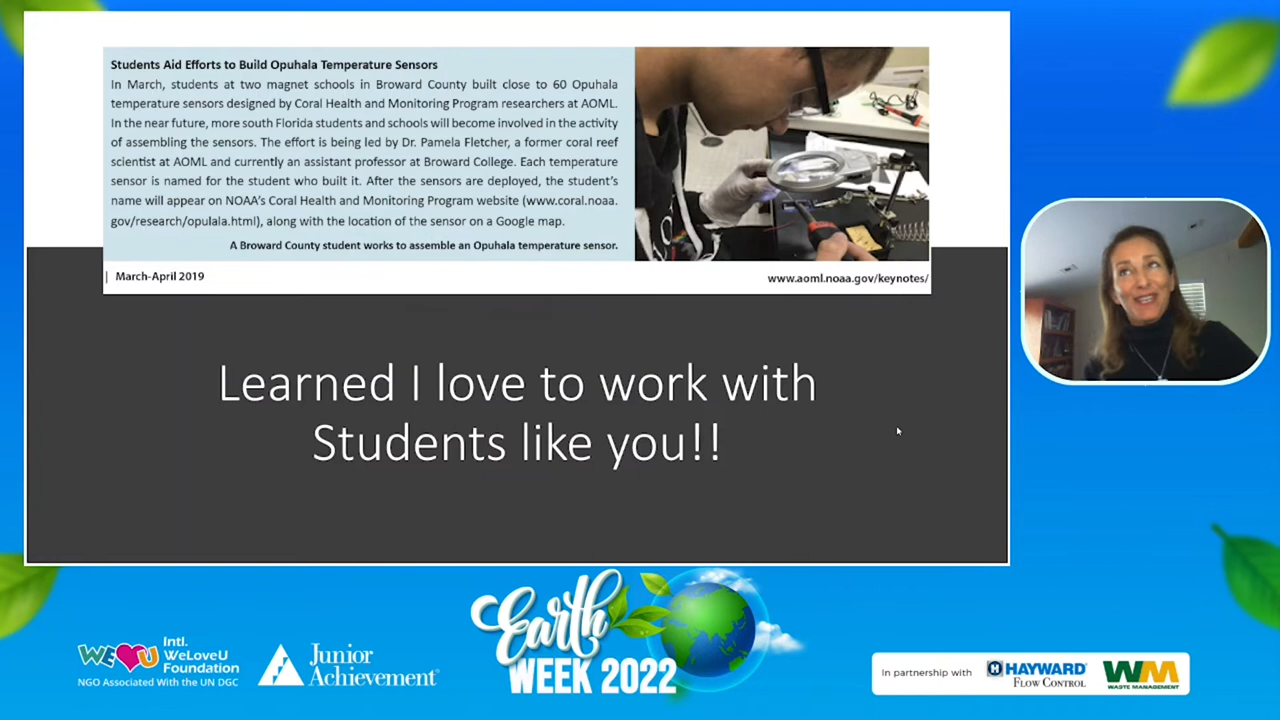 Students Aid Efforts to Build Opuhala Temperature Sensors
In March, students at two magnet schools in Broward County built close to 60 Opuhala
temperature sensors designed by Coral Health and Monitoring Program researchers at AOML.
In the near future, more south Florida students and schools will become involved in the activity
of assembling the sensors. The effort is being led by Dr. Pamela Fletcher, a former coral reef
scientist at AOML and currently an assistant professor at Broward College. Each temperature
sensor is named for the student who built it. After the sensors are deployed, the student's
name will appear on NOAA's Coral Health and Monitoring Program website (www.coral.noaa.
gov/research/opulala.html), along with the location of the sensor on a Google map.
A Broward County student works to assemble an Opuhala temperature sensor.
| March-April 2019
www.aoml.noaa.gov/keynotes/
Learned I love to work with
Students like you!!
WE U
Intl.
WeLoveU
Foundation
NGO Associated With the UN DGC
Junior
Achievement®
Earth
WEEK 2022
In partnership with
H HAYWARD®
FLOW CONTROL
WM
WASTE MANAGEMENT